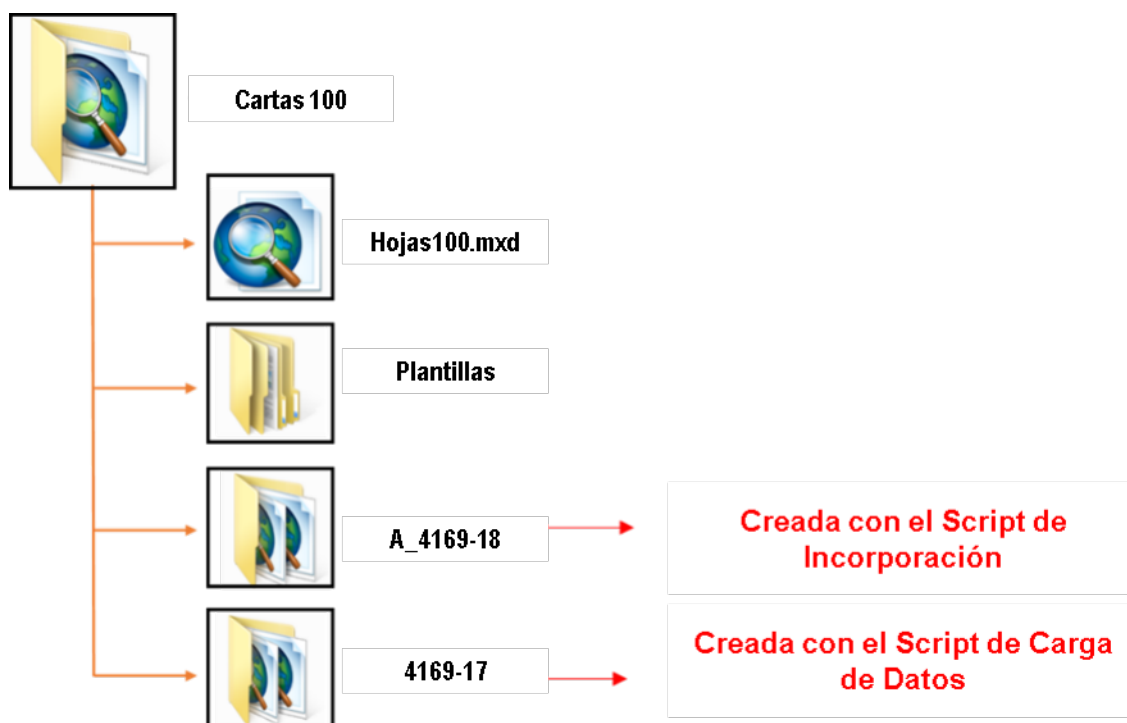 Cartas 100
Hojas100.mxd
Plantillas
A_4169-18
Creada con el Script de
Incorporación
4169-17
Creada con el Script de Carga
de Datos